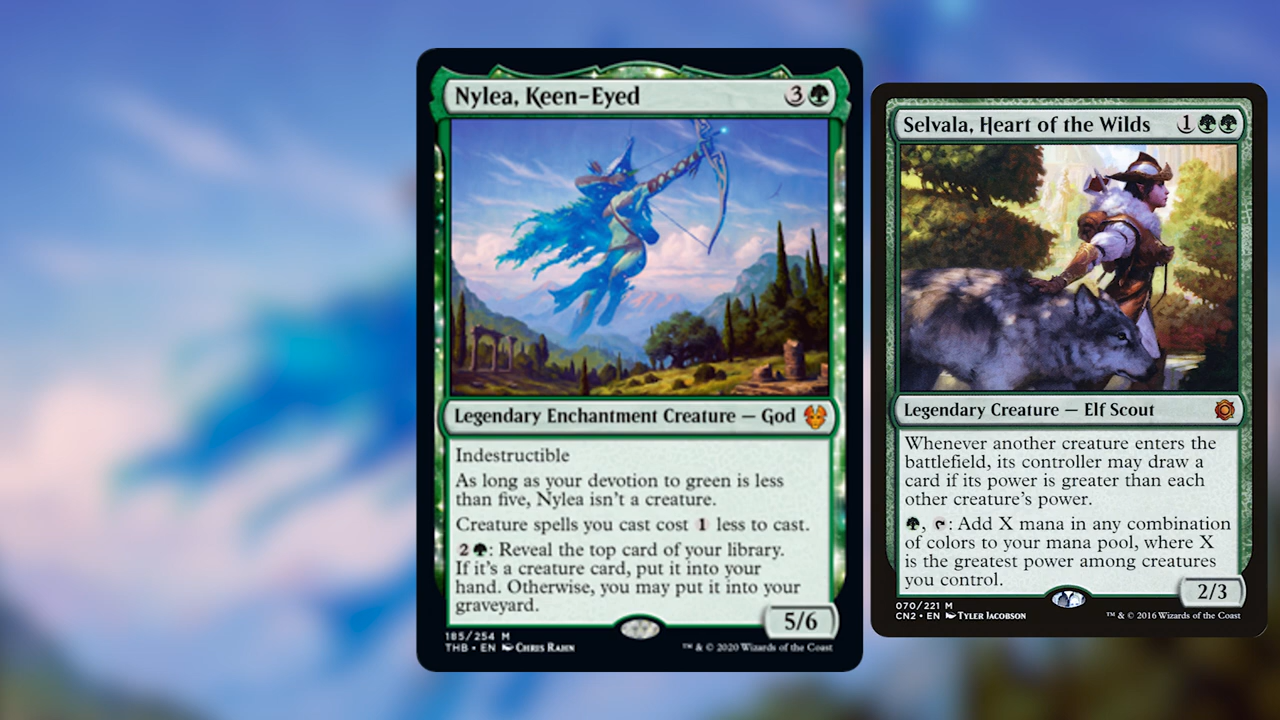 Nylea, Keen-Eyed 3
Legendary Enchantment Creature — God
Indestructible
As long as your devotion to green is less
than five, Nylea isn't a creature.
Creature spells you cast cost 1 less to cast.
2: Reveal the top card of your library.
If it's a creature card, put it into your
hand. Otherwise, you may put it into your
graveyard.
5/6
185/254 M
THB • EN Chris Rahn
™ & © 2020 Wizards of the Coast
Selvala, Heart of the Wilds 1
Legendary Creature — Elf Scout
Whenever another creature enters the
battlefield, its controller may draw a
card if its power is greater than each
other creature's power.
, : Add X mana in any combination
of colors to your mana pool, where X
is the greatest power among creatures
you control.
2/3
070/221 M
CN2 • EN Tyler Jacobson
™ & © 2016 Wizards of the Coast